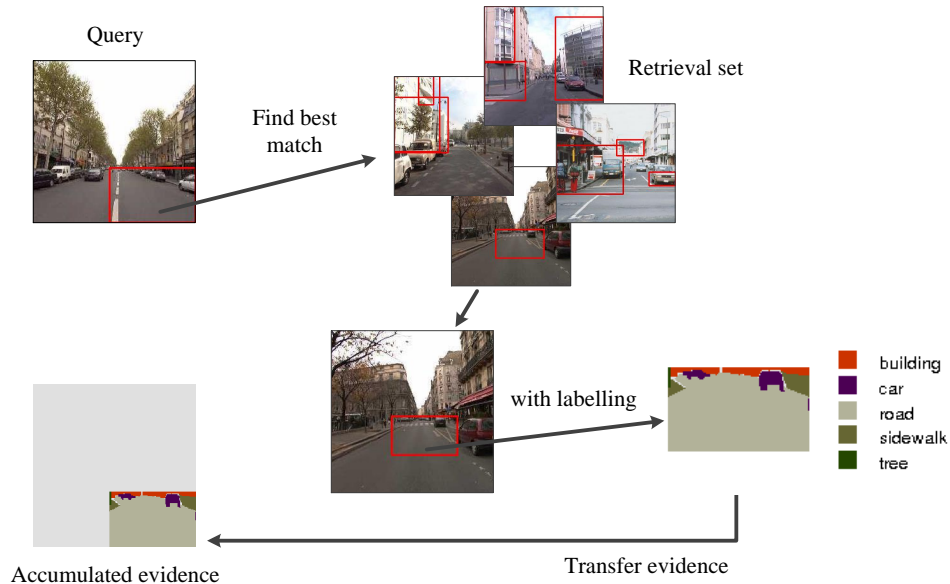 Query
Retrieval set
Find best
match
with labelling
building
car
road
sidewalk
tree
Transfer evidence
Accumulated evidence